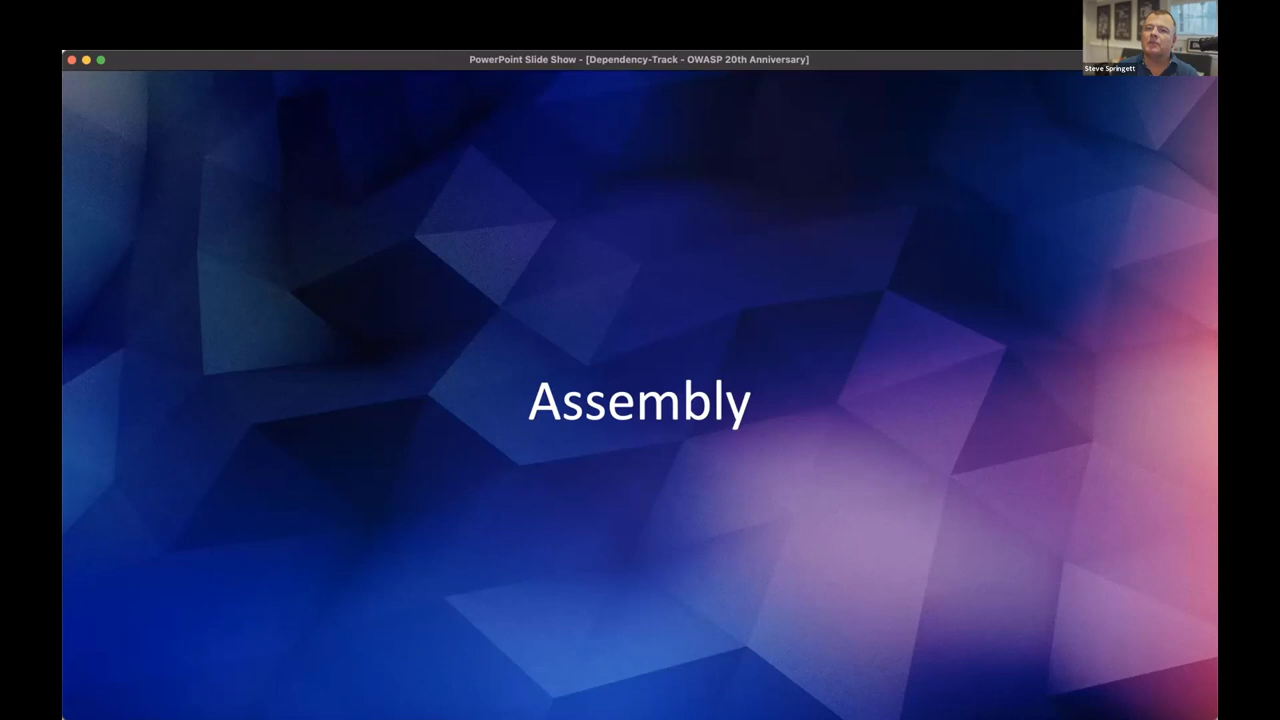 PowerPoint Slide Show - [Dependency-Track - OWASP 20th Anniversary]
Steve Springett
Assembly